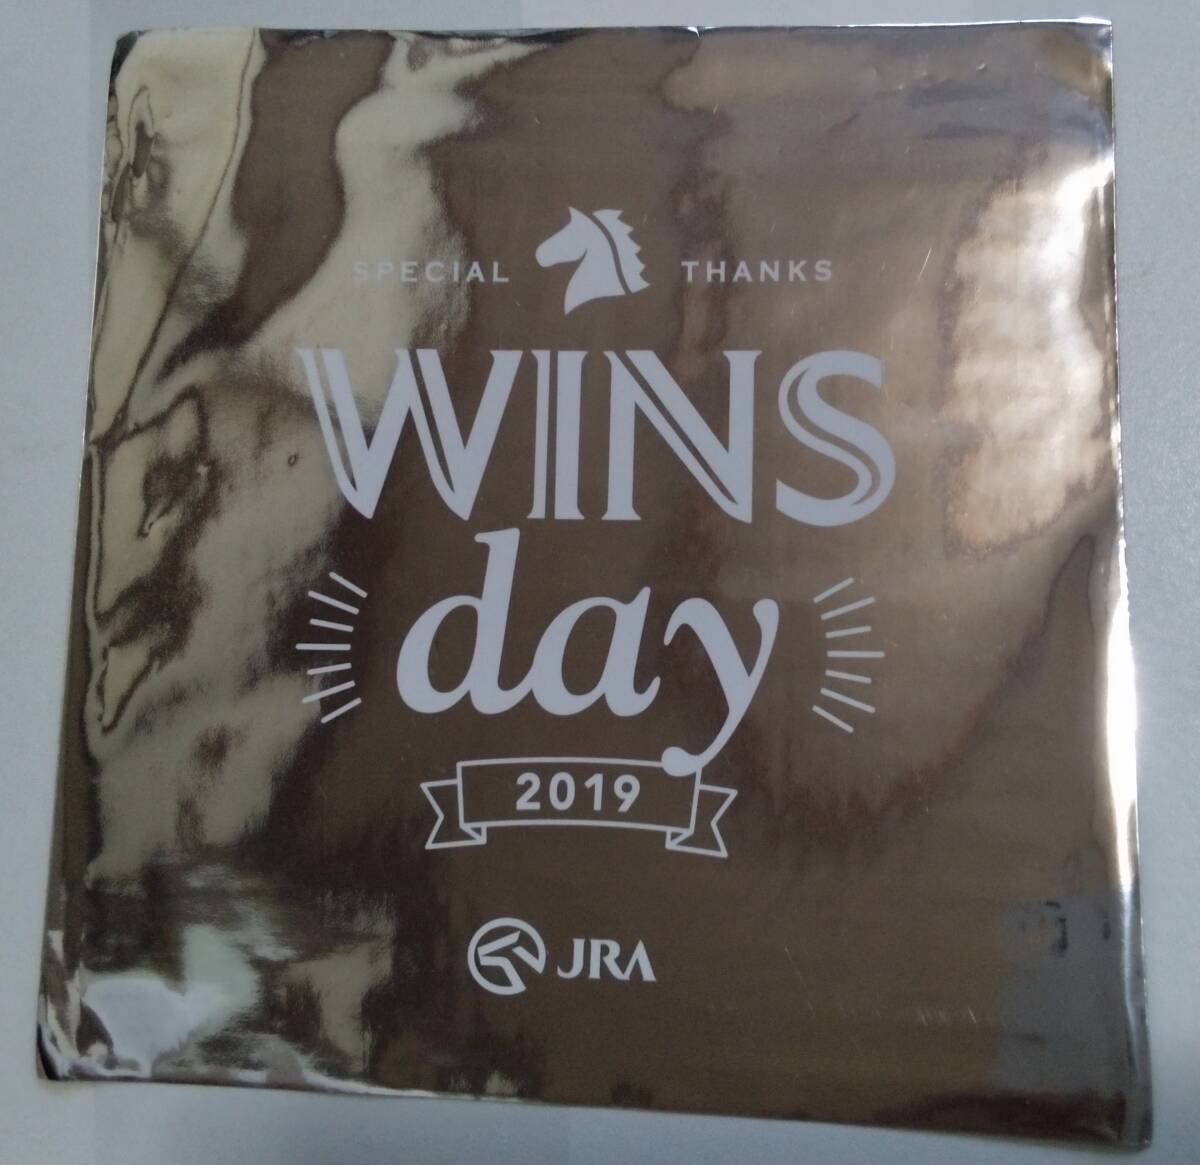 SPECIAL THANKS
WINS
day
2019
JRA